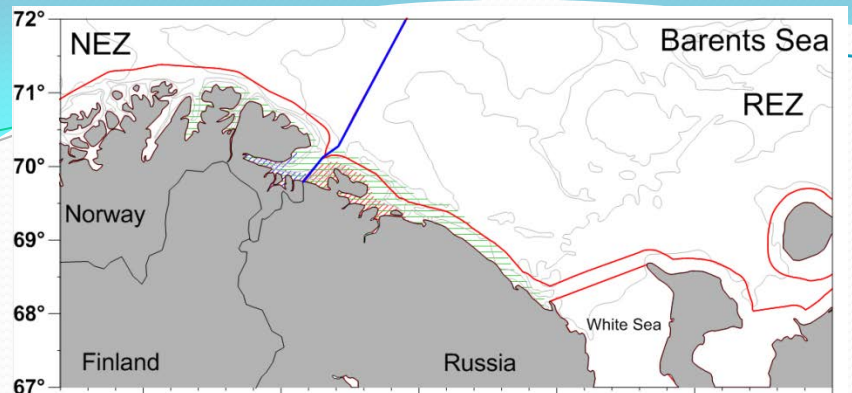 72°
NEZ
Barents Sea
71°
REZ
70°
Norway
69°
68°
White Sea
Finland
Russia
67°